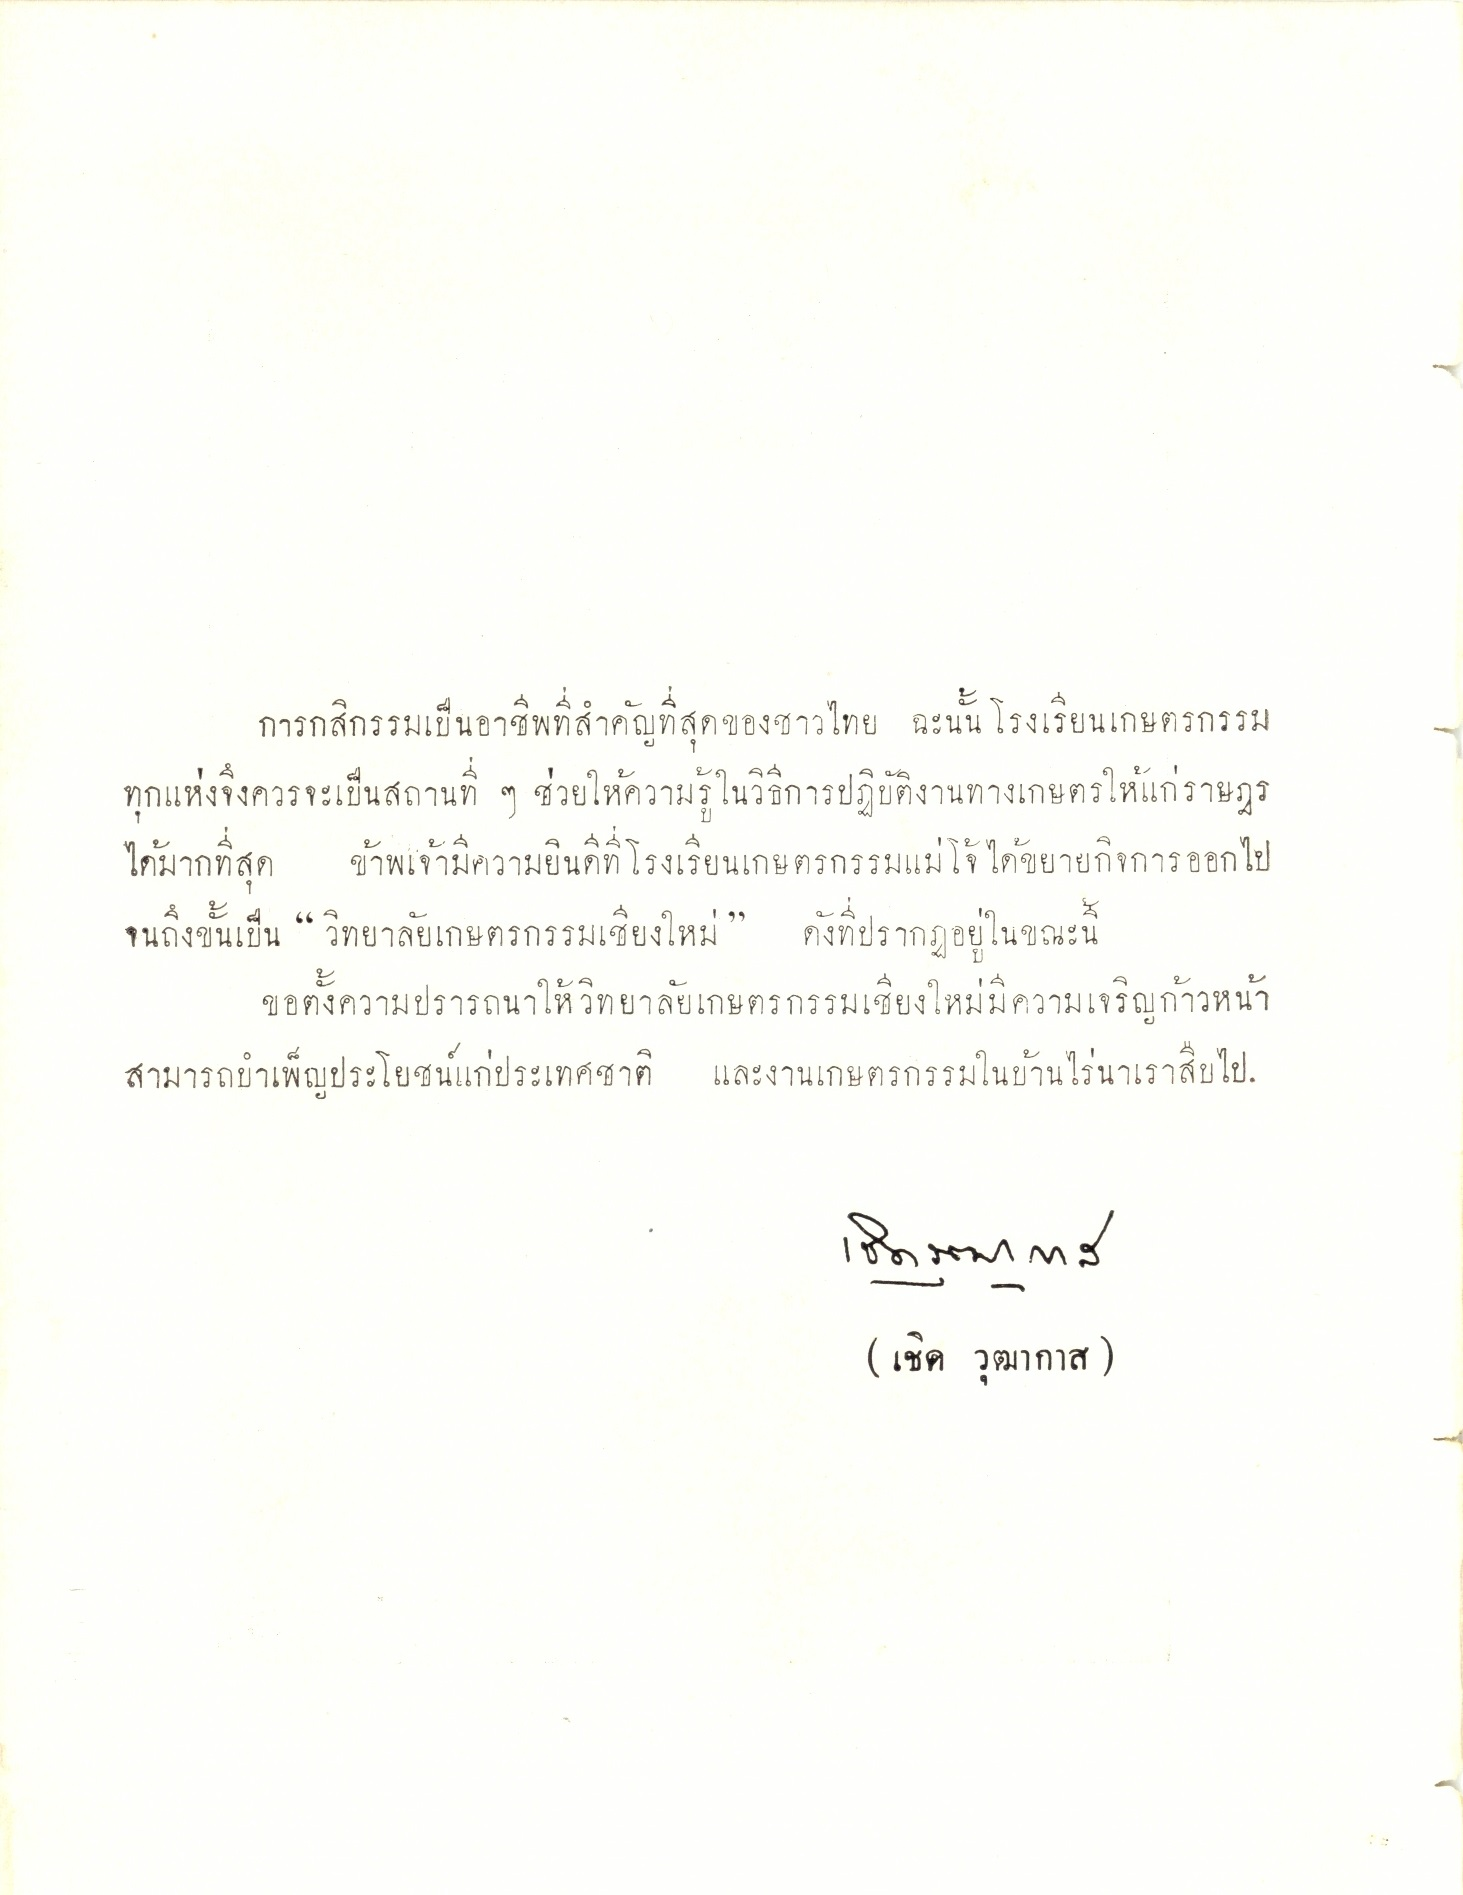 การกสิกรรมเป็นอาชีพที่สำคัญที่สุดของชาวไทย ฉะนั้น โรงเรียนเกษตรกรรม
ทุกแห่งจึงควรจะเป็นสถานที่ ๆ ช่วยให้ความรู้ในวิธีการปฏิบัติงานทางเกษตรให้แก่ราษฎร
ได้มากที่สุด ข้าพเจ้ามีความยินดีที่โรงเรียนเกษตรกรรมแม่โจ้ ได้ขยายกิจการออกไป
จนถึงขั้นเป็น “ วิทยาลัยเกษตรกรรมเชียงใหม่ ” ดังที่ปรากฏอยู่ในขณะนี้
ขอตั้งความปรารถนาให้วิทยาลัยเกษตรกรรมเชียงใหม่มีความเจริญก้าวหน้า
สามารถยำเพ็ญประโยชน์แก่ประเทศชาติ และงานเกษตรกรรมในบ้านไร่นาเราสืบไป.
เชิด วุฒากาส
( เชิด วุฒากาส )